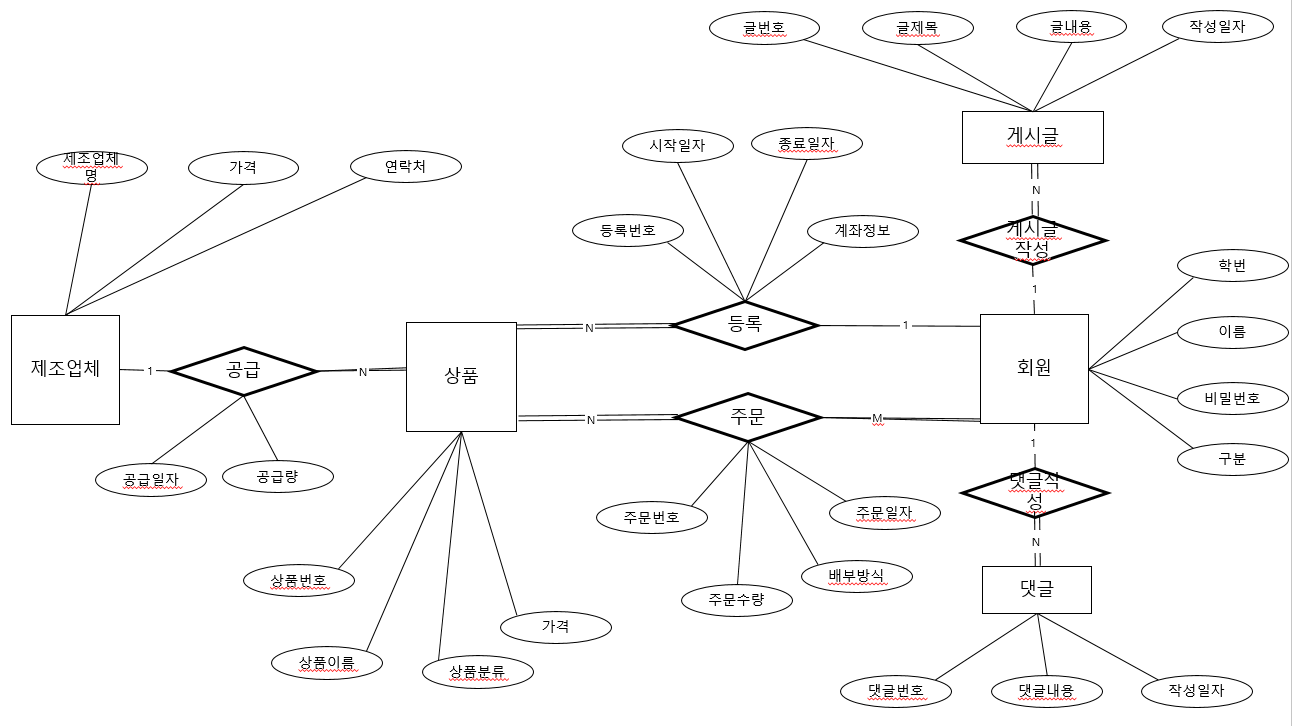 글번호
글제목
글내용
작성일자
게시글
N
게시글
작성
1
제조업체
명
가격
연락처
시작일자
종료일자
등록번호
계좌정보
학번
이름
비밀번호
구분
제조업체
1
공급
N
상품
N
등록
1
회원
N
주문
M
공급일자
공급량
1
댓글작
성
N
댓글
주문번호
주문일자
배부방식
주문수량
상품번호
상품이름
상품분류
가격
댓글번호
댓글내용
작성일자